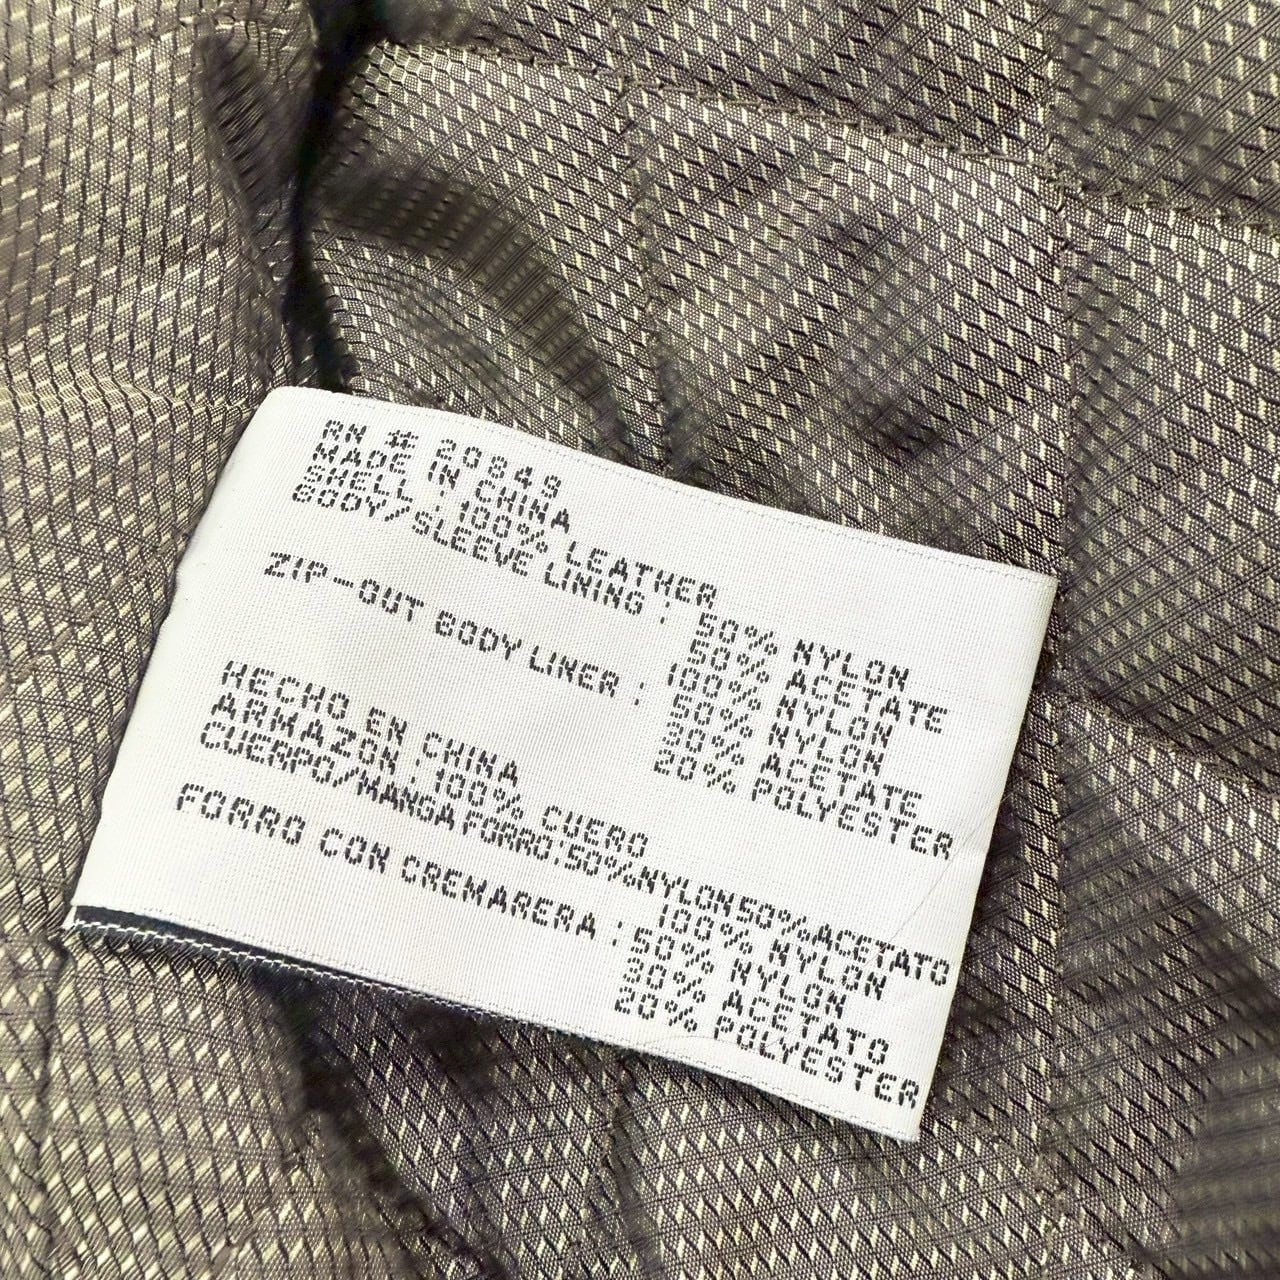 RN # 20849
MADE IN CHINA
SHELL : 100% LEATHER
BODY/SLEEVE LINING : 50% NYLON
50% ACETATE
ZIP-OUT BODY LINER : 100% NYLON
50% NYLON
30% ACETATE
20% POLYESTER
HECHO EN CHINA
ARMAZON : 100% CUERO
CUERPO/MANGA FORRO: 50% NYLON 50% ACETATO
FORRO CON CREMARERA : 100% NYLON
50% NYLON
30% ACETATO
20% POLYESTER